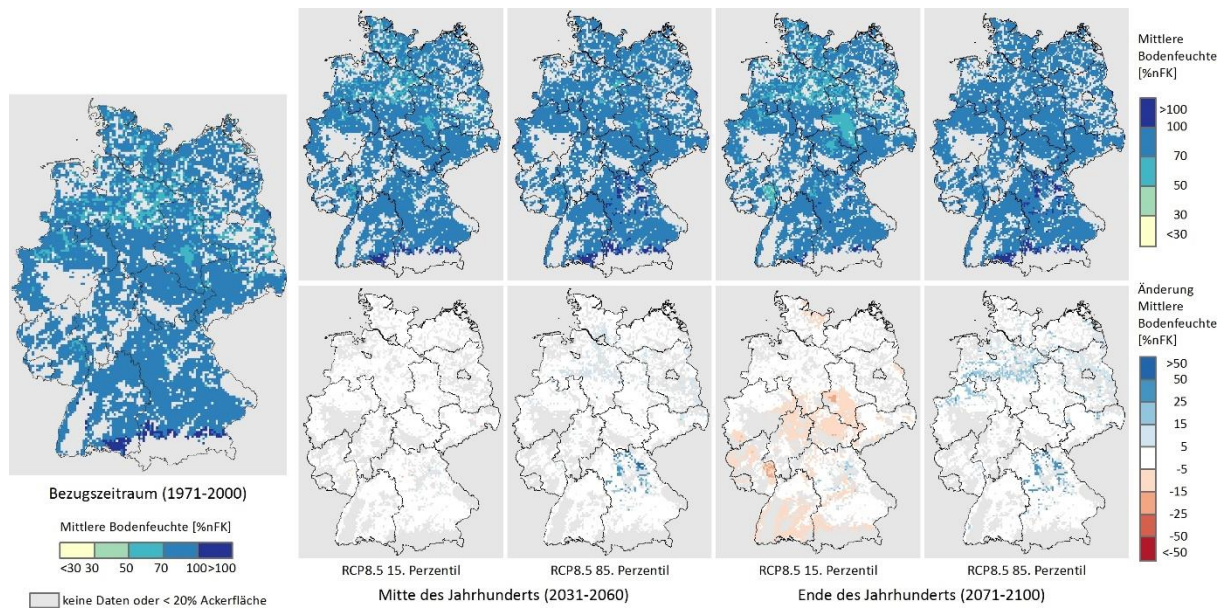 Mittlere
Bodenfeuchte
[%nFK]
>100
100
70
50
30
<30
Bezugszeitraum (1971-2000)
Mittlere Bodenfeuchte [%nFK]
<30 30 50 70 100>100
keine Daten oder < 20% Ackerfläche
Änderung
Mittlere
Bodenfeuchte
[%nFK]
>50
50
25
15
5
-5
-15
-25
-50
<-50
RCP8.5 15. Perzentil RCP8.5 85. Perzentil RCP8.5 15. Perzentil RCP8.5 85. Perzentil
Mitte des Jahrhunderts (2031-2060) Ende des Jahrhunderts (2071-2100)